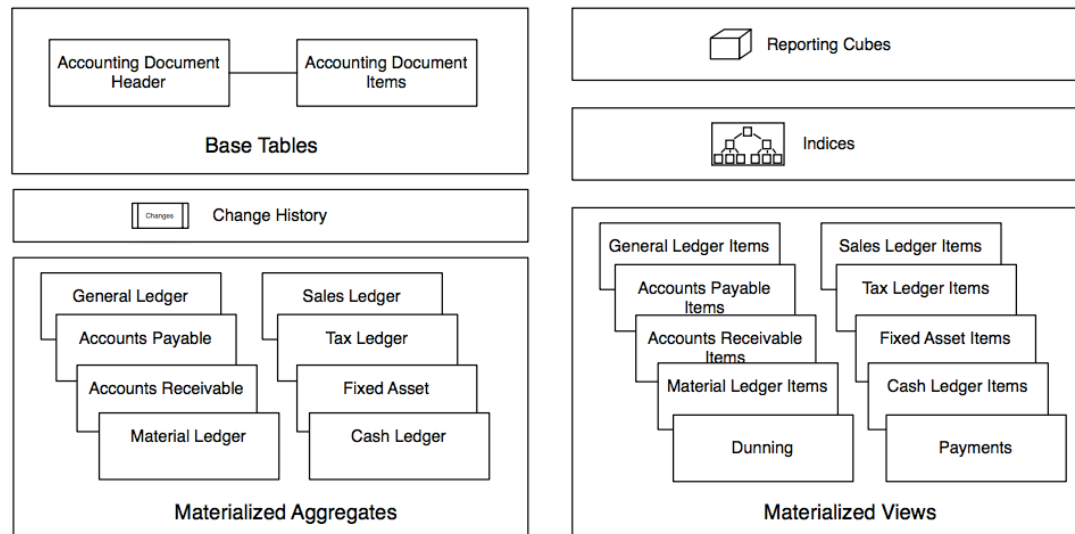 Accounting Document
Header
Accounting Document
Items
Base Tables
Changes
Change History
General Ledger
Accounts Payable
Accounts Receivable
Material Ledger
Sales Ledger
Tax Ledger
Fixed Asset
Cash Ledger
Materialized Aggregates
Reporting Cubes
Indices
General Ledger Items
Accounts Payable
Items
Accounts Receivable
Items
Material Ledger Items
Dunning
Sales Ledger Items
Tax Ledger Items
Fixed Asset Items
Cash Ledger Items
Payments
Materialized Views